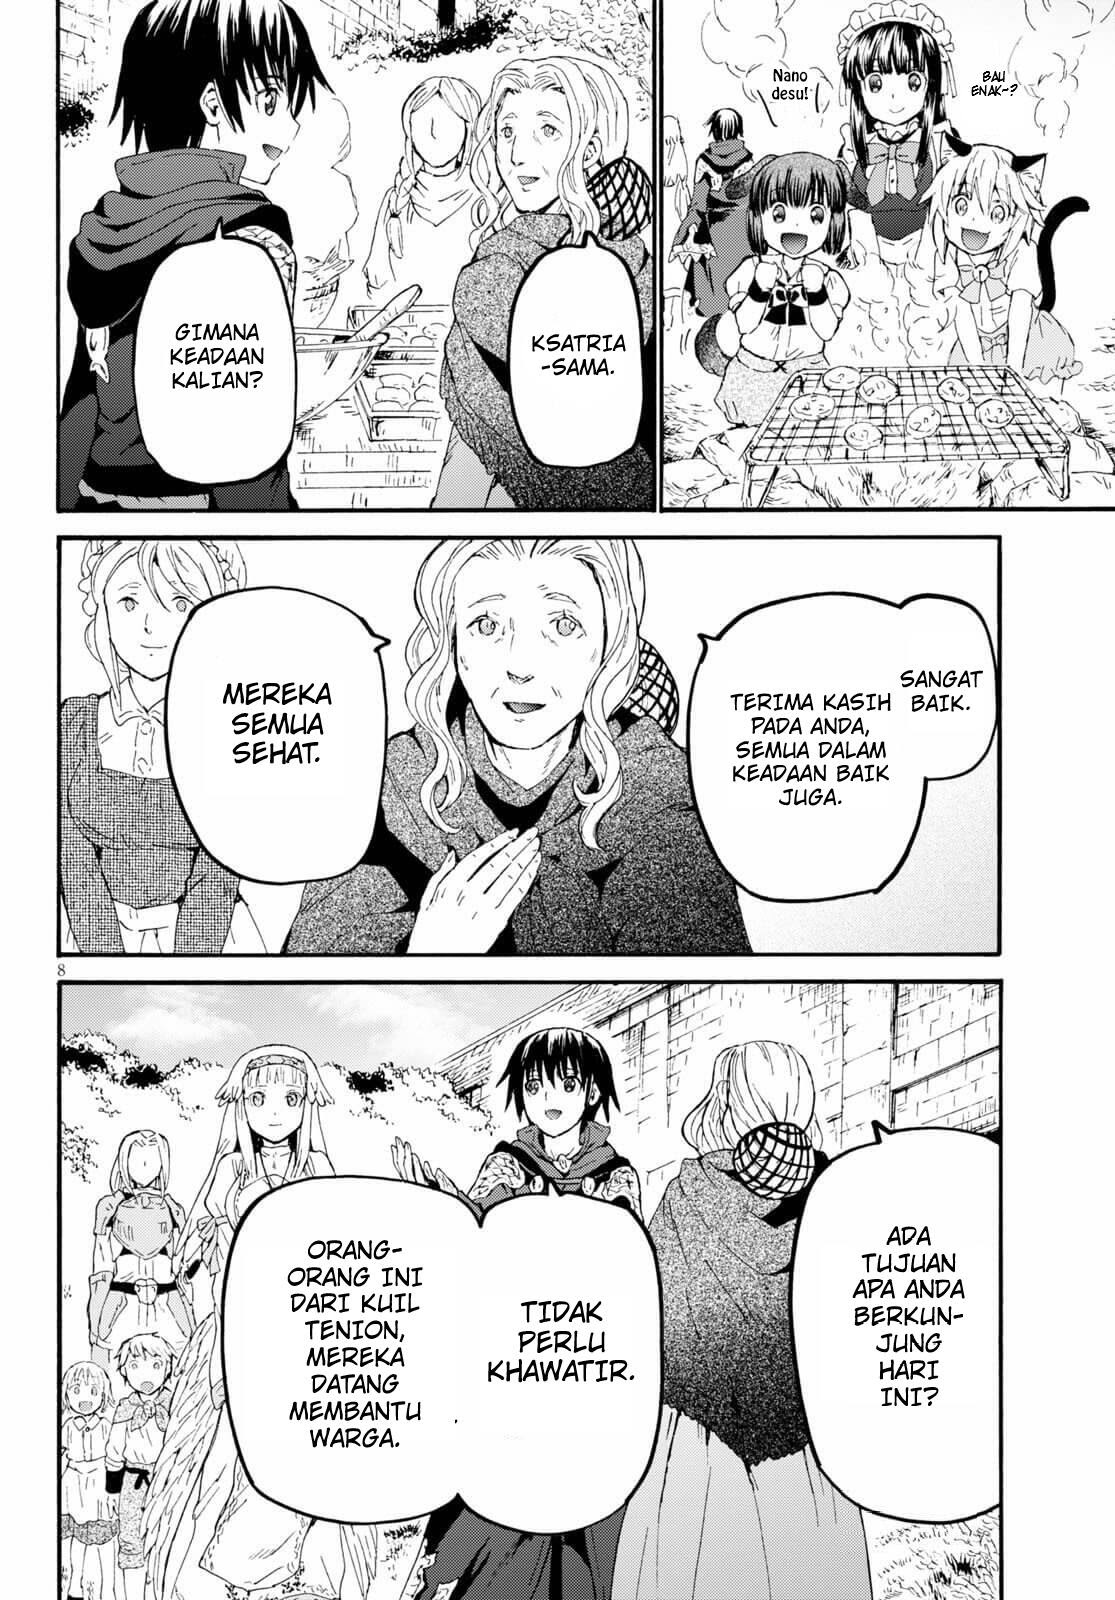 BAU
ENAK~?
Nano
desu!
KSATRIA
-SAMA.
GIMANA
KEADAAN
KALIAN?
SANGAT
BAIK.
TERIMA KASIH
PADA ANDA,
SEMUA DALAM
KEADAAN BAIK
JUGA.
MEREKA
SEMUA
SEHAT.
8
ADA
TUJUAN
APA ANDA
BERKUN-
JUNG
HARI
INI?
TIDAK
PERLU
KHAWATIR.
ORANG-
ORANG INI
DARI KUIL
TENION,
MEREKA
DATANG
MEMBANTU
WARGA.